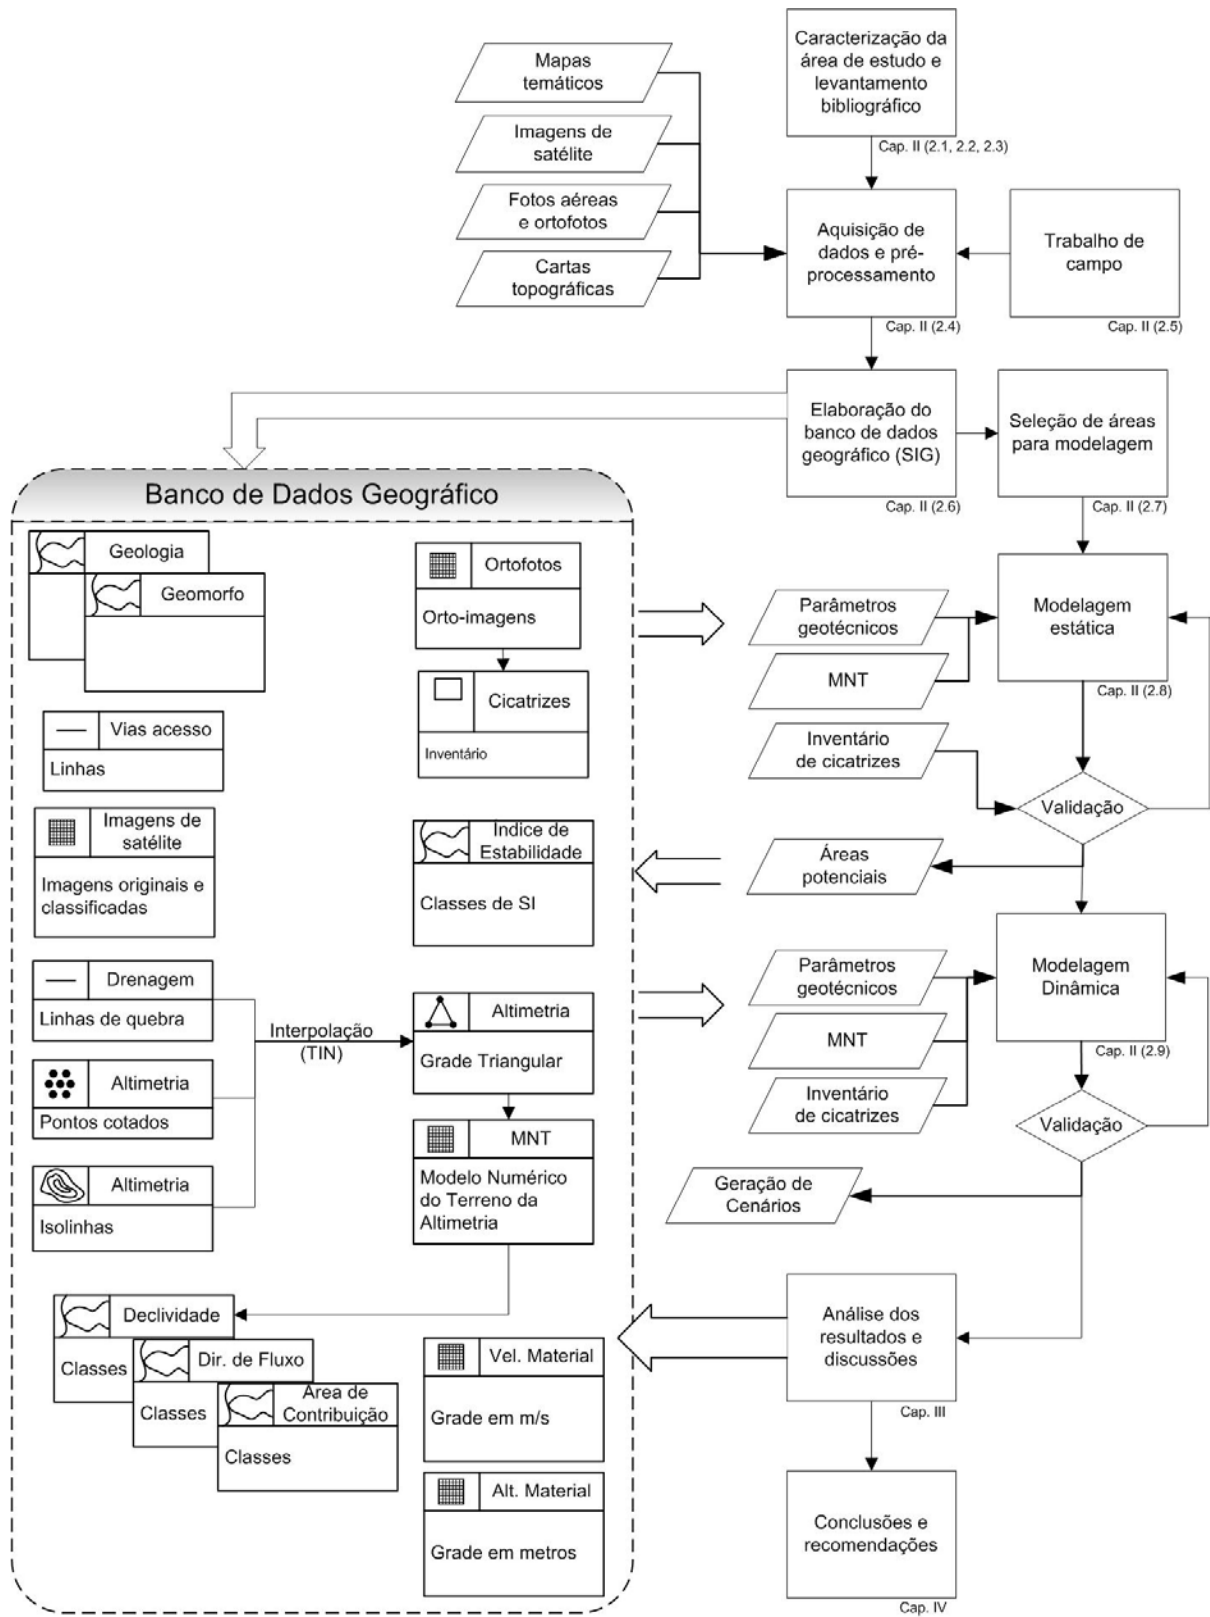 Caracterização da
área de estudo e
levantamento
bibliográfico
Cap. II (2.1, 2.2, 2.3)
Mapas
temáticos
Imagens de
satélite
Fotos aéreas
e ortofotos
Cartas
topográficas
Aquisição de
dados e pré-
processamento
Cap. II (2.4)
Trabalho de
campo
Cap. II (2.5)
Elaboração do
banco de dados
geográfico (SIG)
Cap. II (2.6)
Seleção de áreas
para modelagem
Cap. II (2.7)
Banco de Dados Geográfico
Geologia
Geomorfo
Ortofotos
Orto-imagens
Cicatrizes
Inventário
Vias acesso
Linhas
Imagens de
satélite
Imagens originais e
classificadas
Índice de
Estabilidade
Classes de SI
Drenagem
Linhas de quebra
Altimetria
Pontos cotados
Altimetria
Isolinhas
Interpolação
(TIN)
Altimetria
Grade Triangular
MNT
Modelo Numérico
do Terreno da
Altimetria
Declividade
Classes
Dir. de Fluxo
Classes
Área de
Contribuição
Classes
Vel. Material
Grade em m/s
Alt. Material
Grade em metros
Parâmetros
geotécnicos
MNT
Inventário
de cicatrizes
Modelagem
estática
Cap. II (2.8)
Validação
Áreas
potenciais
Parâmetros
geotécnicos
MNT
Inventário
de cicatrizes
Modelagem
Dinâmica
Cap. II (2.9)
Validação
Geração de
Cenários
Análise dos
resultados e
discussões
Cap. III
Conclusões e
recomendações
Cap. IV